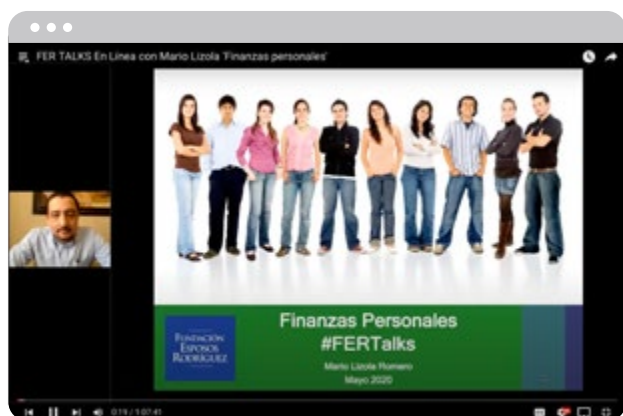 FER TALKS En Línea con Mario Lizola 'Finanzas personales'
Finanzas Personales
#FERTalks
FUNDACIÓN
ESPOSOS
RODRÍGUEZ
Mario Lizola Romero
Mayo 2020
0:19 / 1:07:41